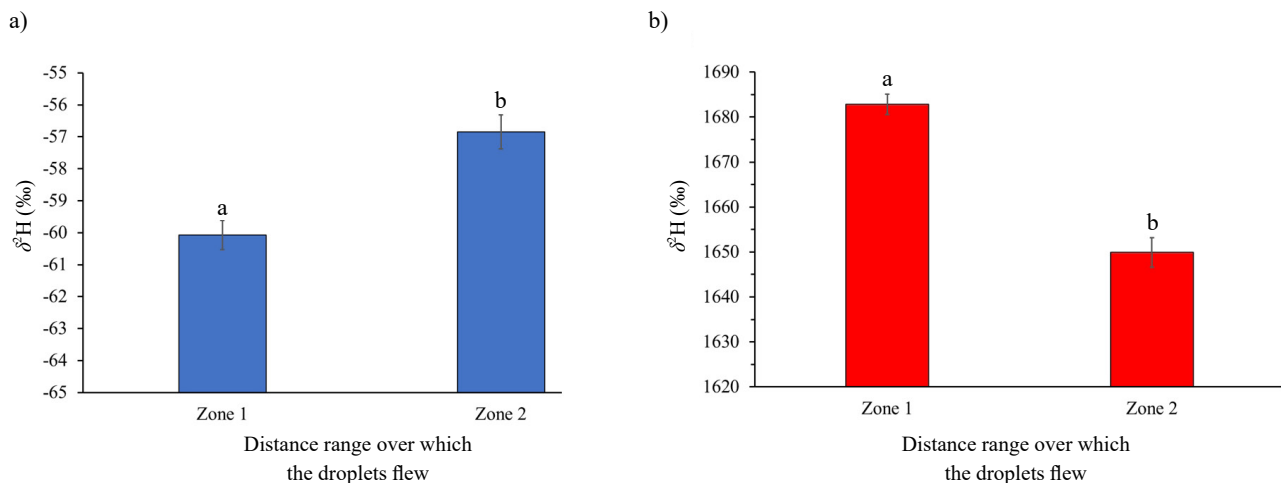 a)
δ²H (‰)
-55
-56
-57
-58
-59
-60
-61
-62
-63
-64
-65
a
b
Zone 1
Zone 2
Distance range over which
the droplets flew
b)
δ²H (‰)
1690
1680
1670
1660
1650
1640
1630
1620
a
b
Zone 1
Zone 2
Distance range over which
the droplets flew